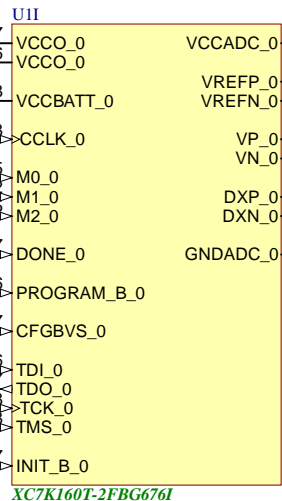 U1I
VCCO_0 VCCADC_0
VCCO_0
VREFP_0
VCCBATT_0 VREFN_0
CCLK_0 VP_0
VN_0
M0_0
M1_0 DXP_0
M2_0 DXN_0
DONE_0 GNDADC_0
PROGRAM_B_0
CFGBVS_0
TDI_0
TDO_0
TCK_0
TMS_0
INIT_B_0
XC7K160T-2FBG676I